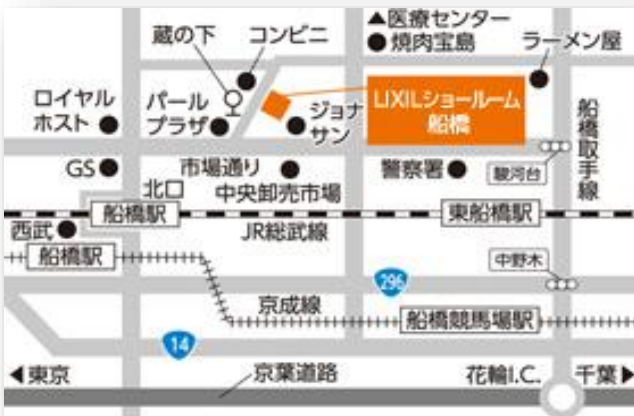 ▲医療センター
蔵の下
コンビニ
●焼肉宝島
ラーメン屋
ロイヤル
ホスト
パール
プラザ
ジョナ
サン
LIXILショールーム
船橋
船橋取手線
GS
市場通り
警察署
駿河台
北口
中央卸売市場
船橋駅
東船橋駅
西武
JR総武線
船橋駅
中野木
296
京成線
船橋競馬場駅
14
◀東京
京葉道路
花輪I.C.
千葉▶